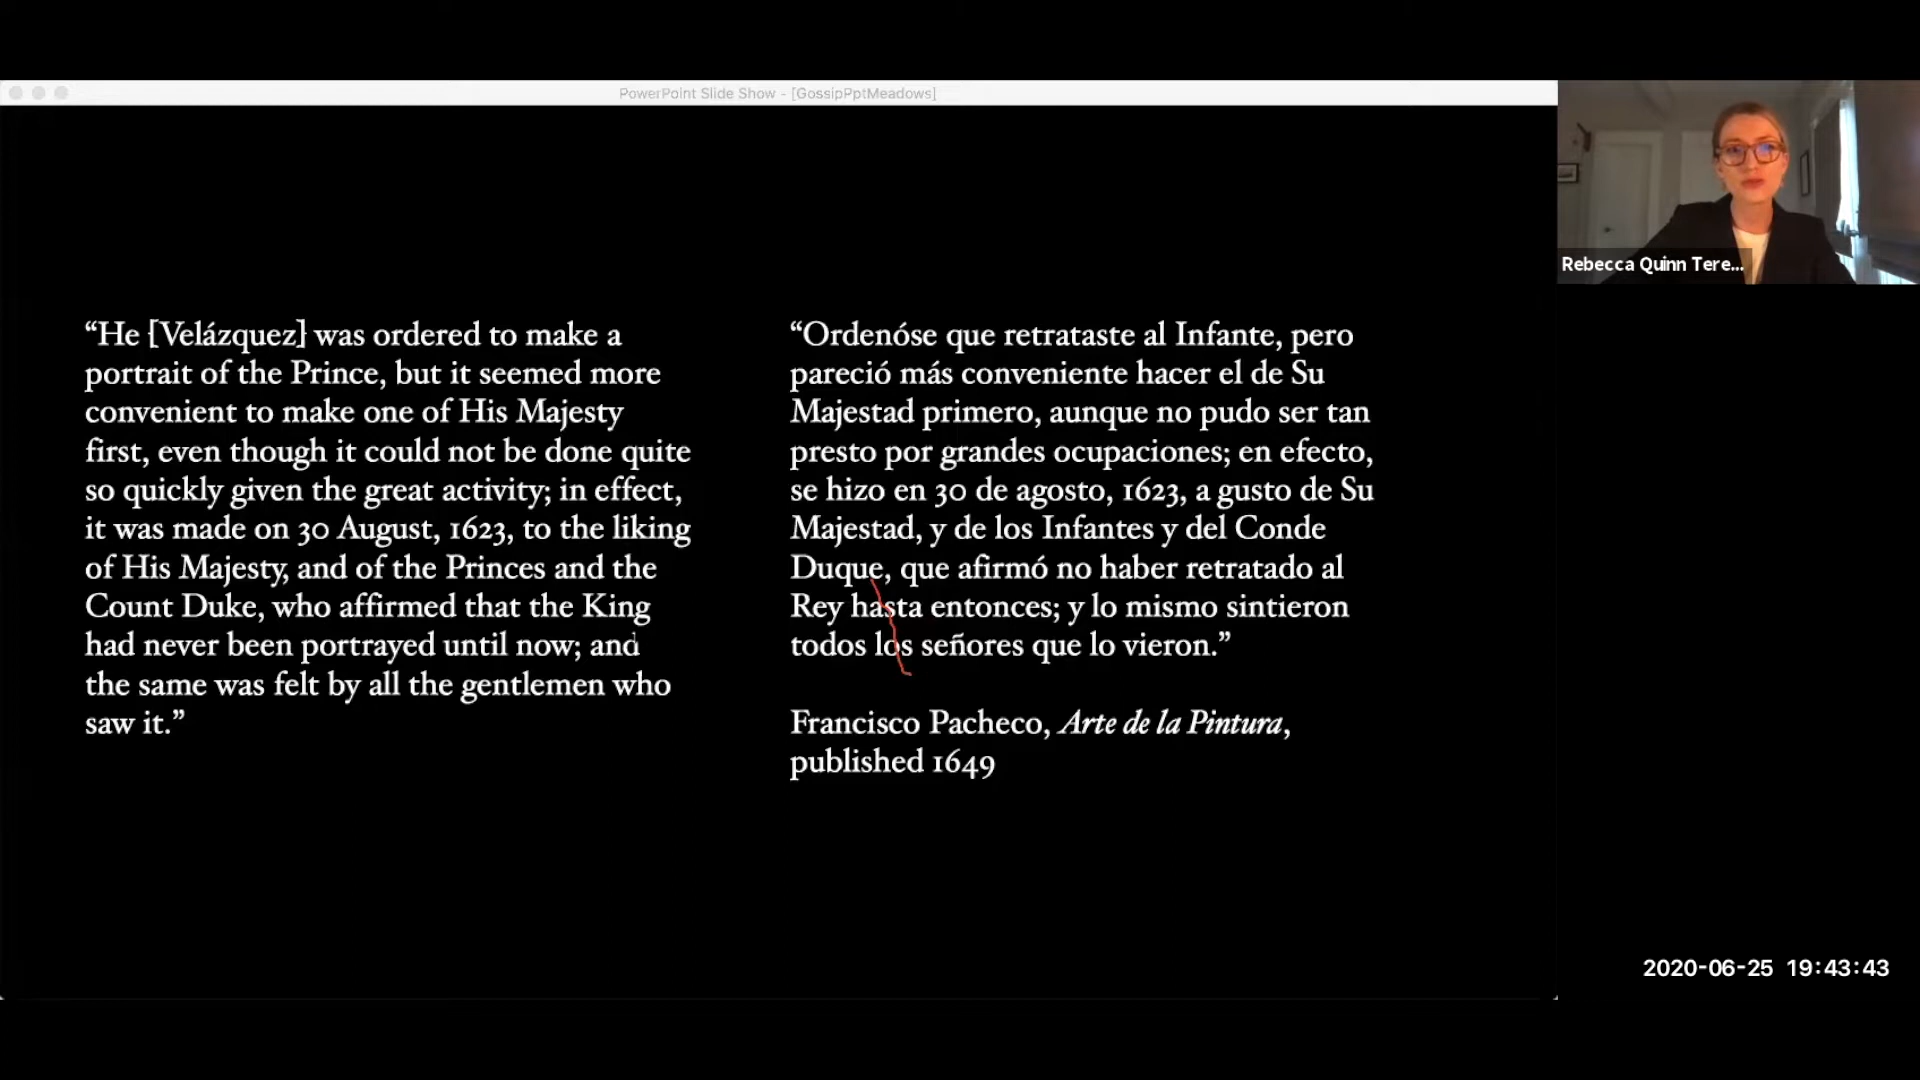 PowerPoint Slide Show - [GossipPptMeadows]
Rebecca Quinn Tere...
“He [Velázquez] was ordered to make a
portrait of the Prince, but it seemed more
convenient to make one of His Majesty
first, even though it could not be done quite
so quickly given the great activity; in effect,
it was made on 30 August, 1623, to the liking
of His Majesty, and of the Princes and the
Count Duke, who affirmed that the King
had never been portrayed until now; and
the same was felt by all the gentlemen who
saw it.”
“Ordenóse que retrataste al Infante, pero
pareció más conveniente hacer el de Su
Majestad primero, aunque no pudo ser tan
presto por grandes ocupaciones; en efecto,
se hizo en 30 de agosto, 1623, a gusto de Su
Majestad, y de los Infantes y del Conde
Duque, que afirmó no haber retratado al
Rey hasta entonces; y lo mismo sintieron
todos los señores que lo vieron.”
Francisco Pacheco, Arte de la Pintura,
published 1649
2020-06-25 19:43:43